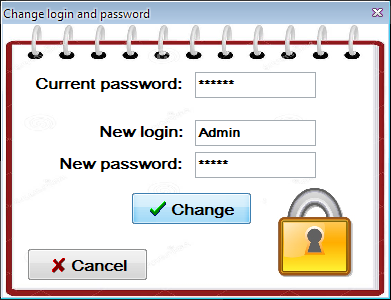 Change login and password
Current password: ******
New login: Admin
New password: *****
Change
Cancel